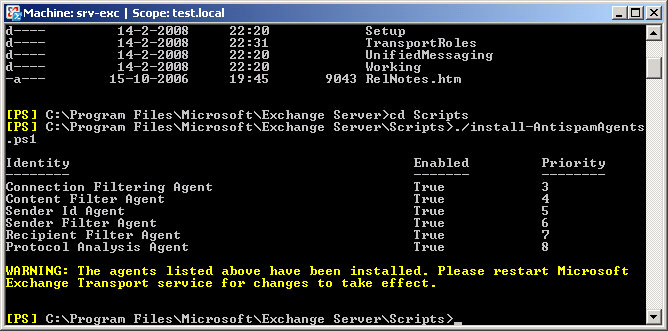 Machine: srv-exc | Scope: test.local
d---- 14-2-2008 22:20 Setup
d---- 14-2-2008 22:31 TransportRoles
d---- 14-2-2008 22:20 UnifiedMessaging
d---- 14-2-2008 22:20 Working
-a--- 15-10-2006 19:45 9043 RelNotes.htm
[PS] C:\Program Files\Microsoft\Exchange Server>cd Scripts
[PS] C:\Program Files\Microsoft\Exchange Server\Scripts>./install-AntispamAgents
.ps1
Identity Enabled Priority
-------- ------- --------
Connection Filtering Agent True 3
Content Filter Agent True 4
Sender Id Agent True 5
Sender Filter Agent True 6
Recipient Filter Agent True 7
Protocol Analysis Agent True 8
WARNING: The agents listed above have been installed. Please restart Microsoft
Exchange Transport service for changes to take effect.
[PS] C:\Program Files\Microsoft\Exchange Server\Scripts>_